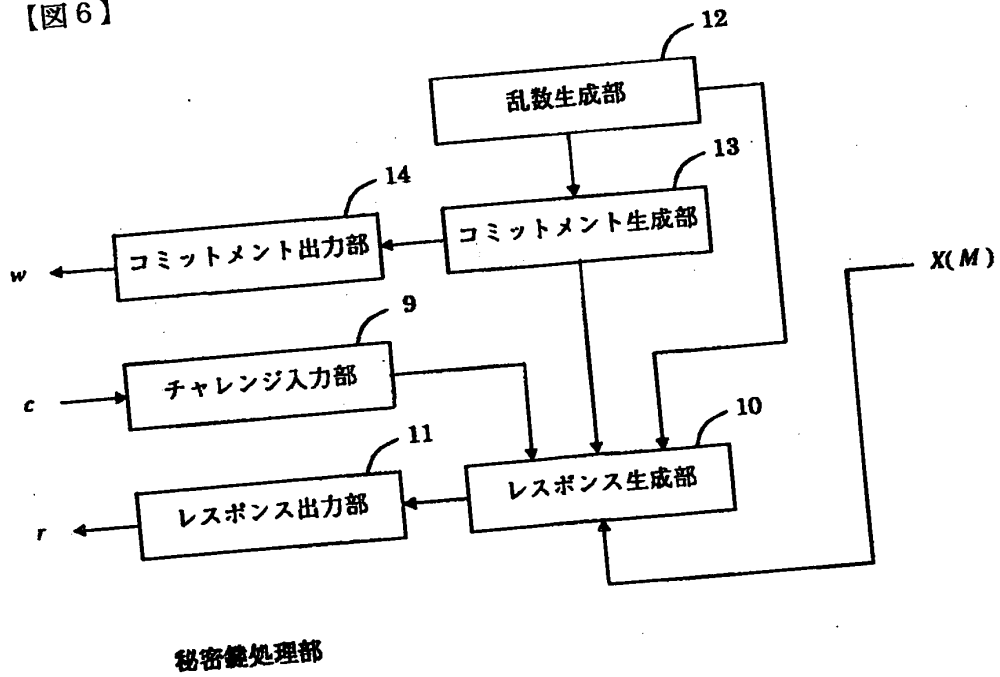 【図6】
12
乱数生成部
13
コミットメント生成部
14
コミットメント出力部
w
X(M)
9
チャレンジ入力部
c
10
レスポンス生成部
11
レスポンス出力部
r
秘密鍵処理部